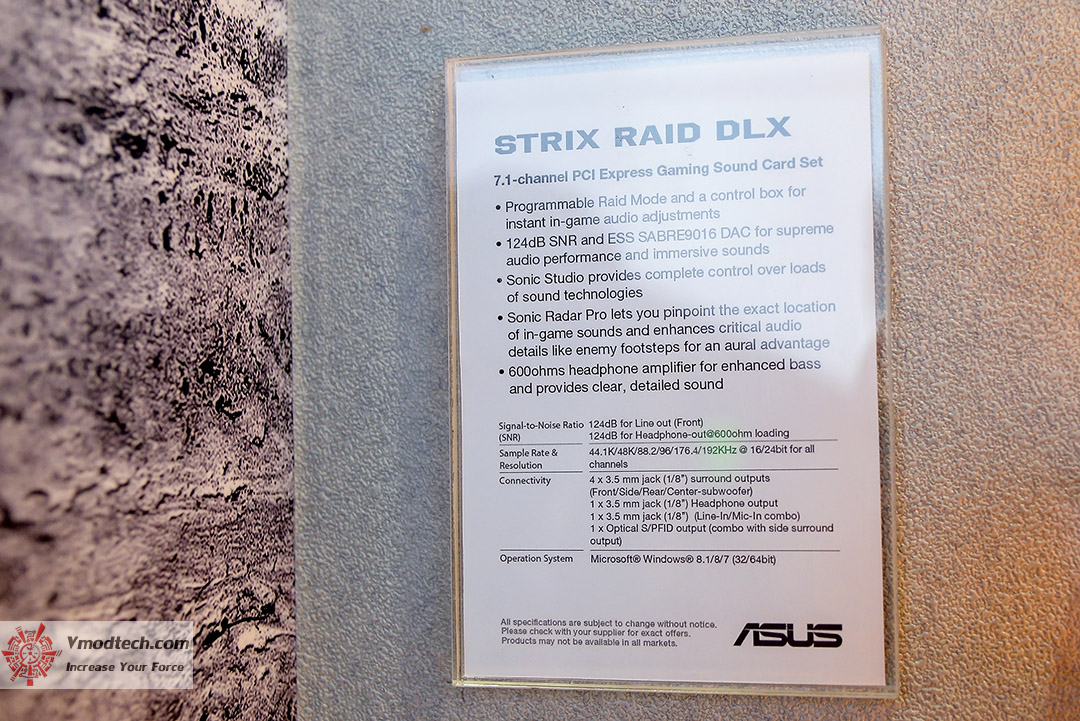 STRIX RAID DLX
7.1-channel PCI Express Gaming Sound Card Set
• Programmable Raid Mode and a control box for
instant in-game audio adjustments
• 124dB SNR and ESS SABRE9016 DAC for supreme
audio performance and immersive sounds
• Sonic Studio provides complete control over loads
of sound technologies
• Sonic Radar Pro lets you pinpoint the exact location
of in-game sounds and enhances critical audio
details like enemy footsteps for an aural advantage
• 600ohms headphone amplifier for enhanced bass
and provides clear, detailed sound
Signal-to-Noise Ratio 124dB for Line out (Front)
(SNR) 124dB for Headphone-out@600ohm loading
Sample Rate & 44.1K/48K/88.2/96/176.4/192KHz @ 16/24bit for all
Resolution channels
Connectivity 4 x 3.5 mm jack (1/8") surround outputs
(Front/Side/Rear/Center-subwoofer)
1 x 3.5 mm jack (1/8") Headphone output
1 x 3.5 mm jack (1/8") (Line-In/Mic-In combo)
1 x Optical S/PFID output (combo with side surround
output)
Operation System Microsoft® Windows® 8.1/8/7 (32/64bit)
All specifications are subject to change without notice.
Please check with your supplier for exact offers.
Products may not be available in all markets.
ASUS
Vmodtech.com
Increase Your Force